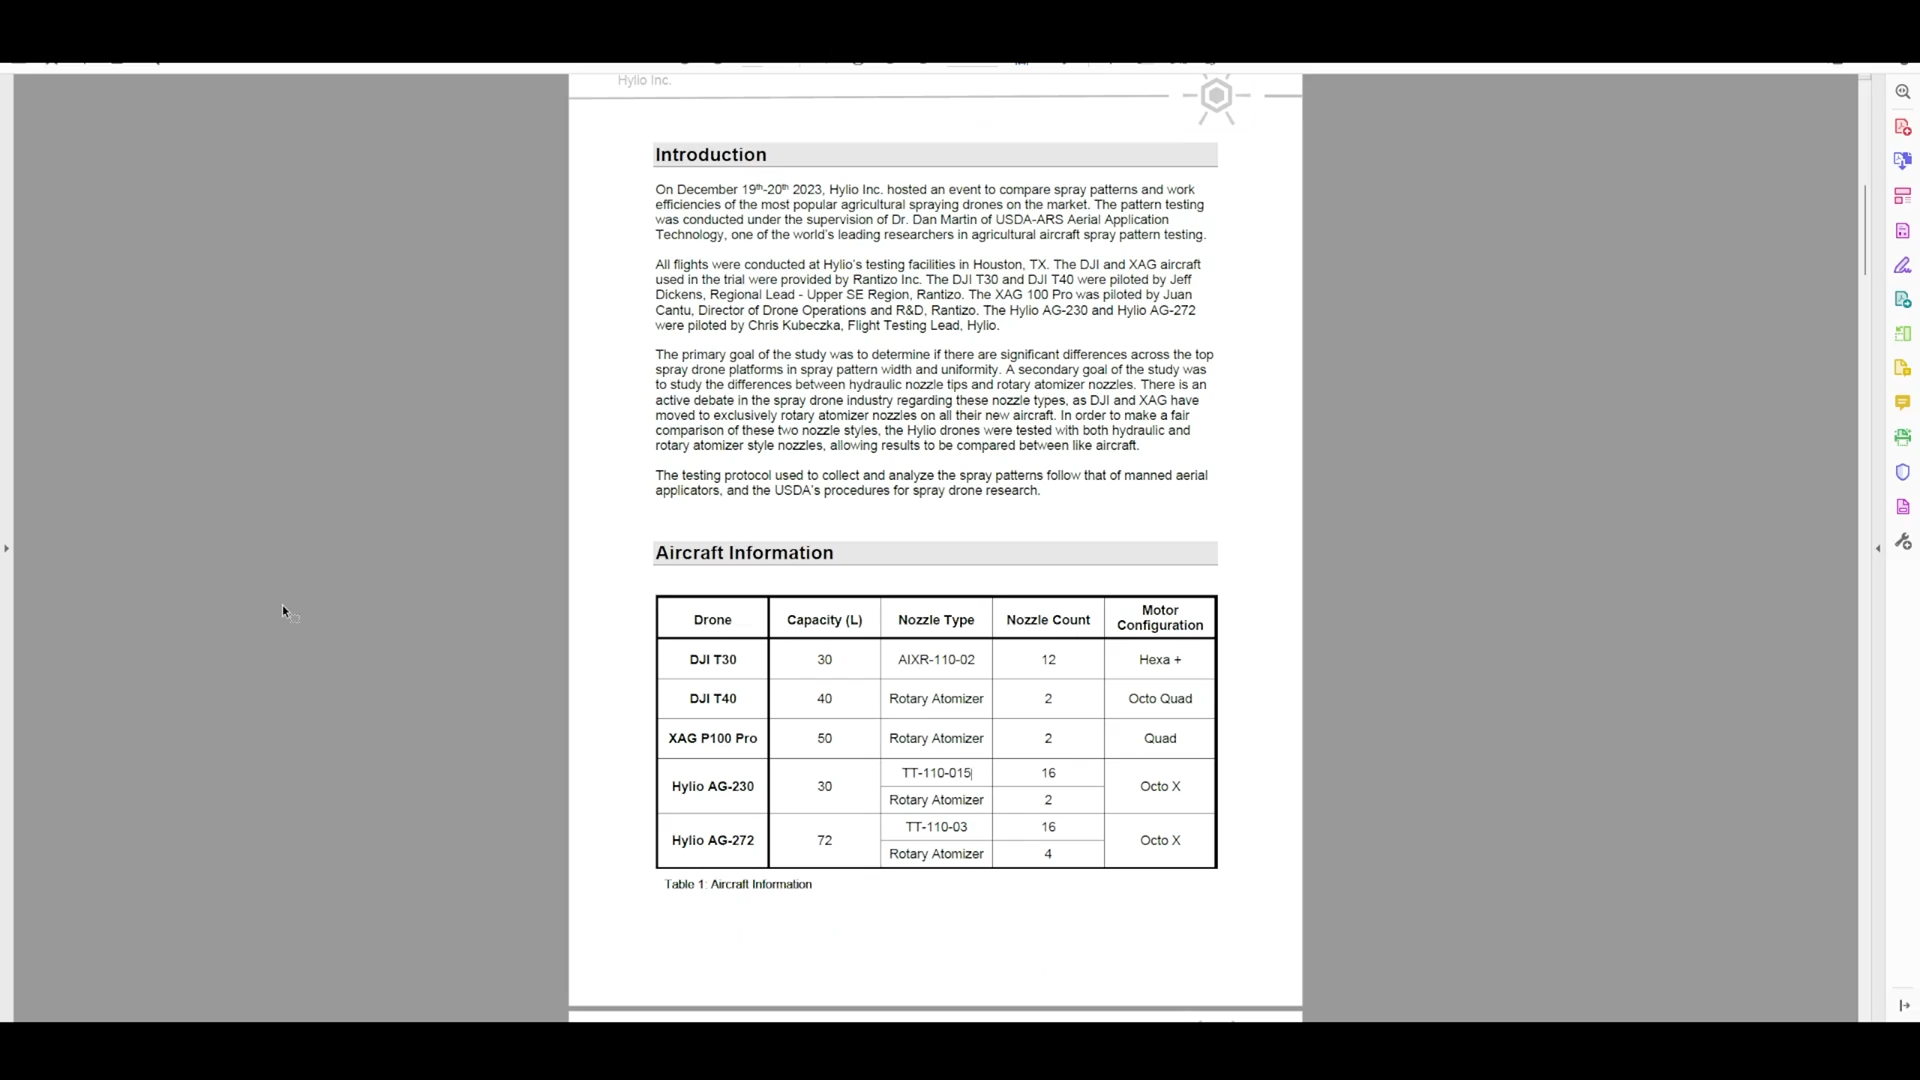 Hylio Inc.
Introduction
On December 19th-20th 2023, Hylio Inc. hosted an event to compare spray patterns and work
efficiencies of the most popular agricultural spraying drones on the market. The pattern testing
was conducted under the supervision of Dr. Dan Martin of USDA-ARS Aerial Application
Technology, one of the world's leading researchers in agricultural aircraft spray pattern testing.
All flights were conducted at Hylio's testing facilities in Houston, TX. The DJI and XAG aircraft
used in the trial were provided by Rantizo Inc. The DJI T30 and DJI T40 were piloted by Jeff
Dickens, Regional Lead - Upper SE Region, Rantizo. The XAG 100 Pro was piloted by Juan
Cantu, Director of Drone Operations and R&D, Rantizo. The Hylio AG-230 and Hylio AG-272
were piloted by Chris Kubeczka, Flight Testing Lead, Hylio.
The primary goal of the study was to determine if there are significant differences across the top
spray drone platforms in spray pattern width and uniformity. A secondary goal of the study was
to study the differences between hydraulic nozzle tips and rotary atomizer nozzles. There is an
active debate in the spray drone industry regarding these nozzle types, as DJI and XAG have
moved to exclusively rotary atomizer nozzles on all their new aircraft. In order to make a fair
comparison of these two nozzle styles, the Hylio drones were tested with both hydraulic and
rotary atomizer style nozzles, allowing results to be compared between like aircraft.
The testing protocol used to collect and analyze the spray patterns follow that of manned aerial
applicators, and the USDA's procedures for spray drone research.
Aircraft Information
Drone Capacity (L) Nozzle Type Nozzle Count Motor Configuration
DJI T30 30 AIXR-110-02 12 Hexa +
DJI T40 40 Rotary Atomizer 2 Octo Quad
XAG P100 Pro 50 Rotary Atomizer 2 Quad
Hylio AG-230 30 TT-110-015 16 Octo X
Rotary Atomizer 2
Hylio AG-272 72 TT-110-03 16 Octo X
Rotary Atomizer 4
Table 1: Aircraft Information